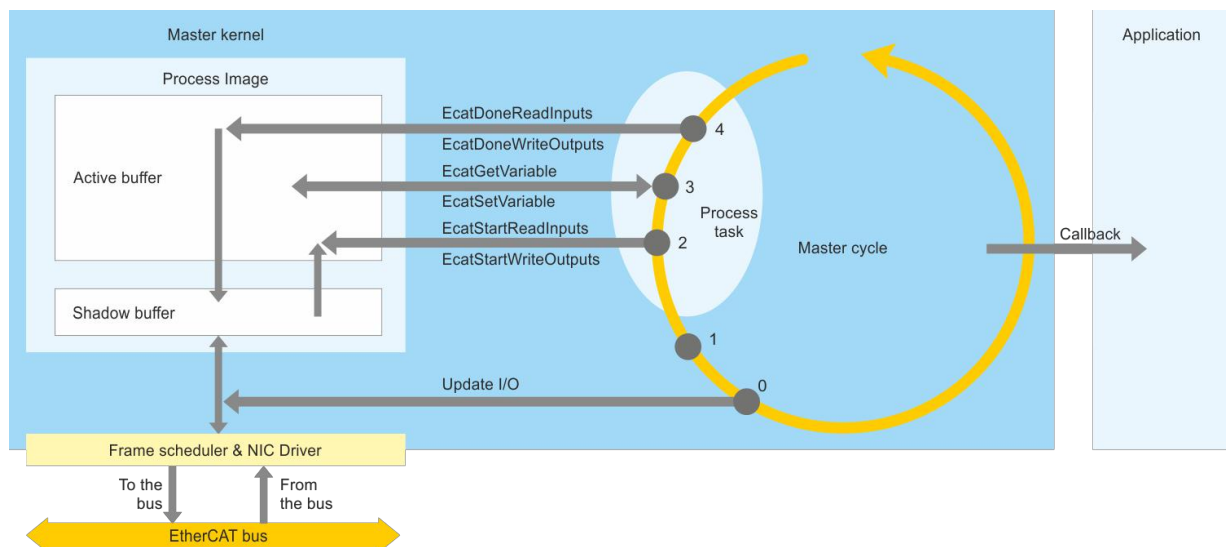 Master kernel
Application
Process Image
EcatDoneReadInputs
4
EcatDoneWriteOutputs
Active buffer
EcatGetVariable
3
EcatSetVariable
Process
task
EcatStartReadInputs
2
Master cycle
Callback
EcatStartWriteOutputs
Shadow buffer
1
Update I/O
0
Frame scheduler & NIC Driver
To the
bus
From
the bus
EtherCAT bus